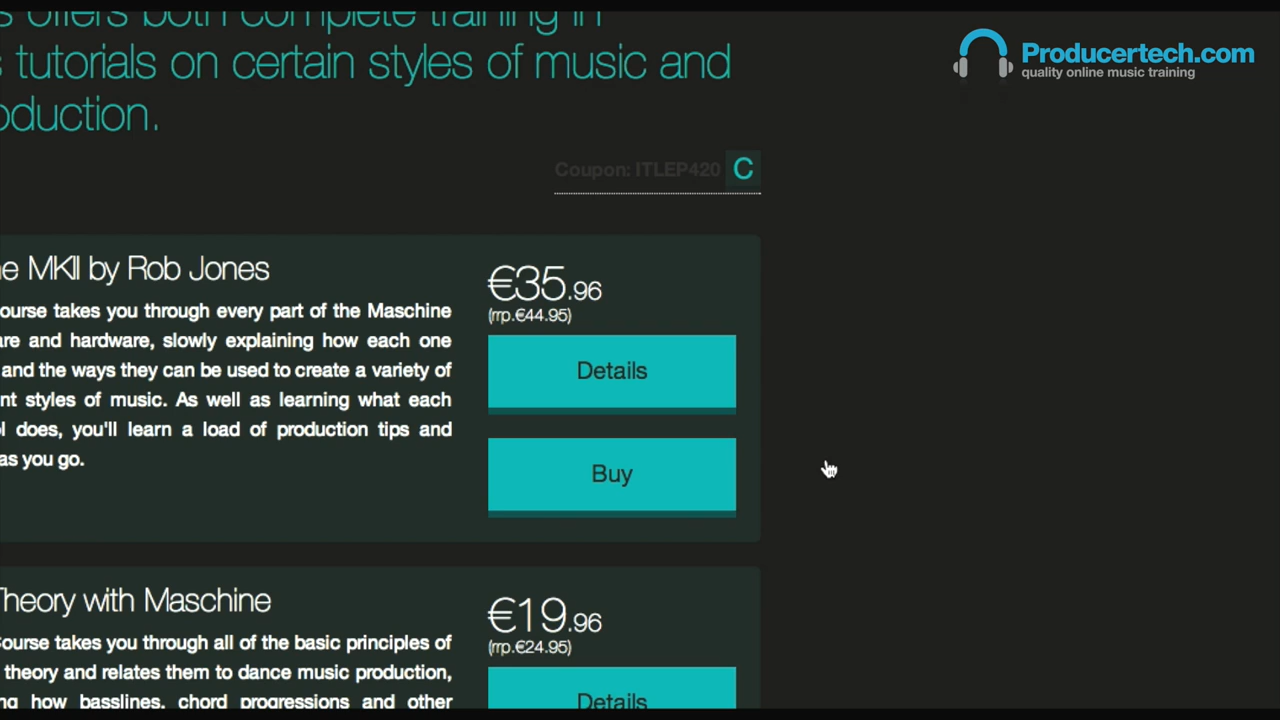 s offers both complete training in
s tutorials on certain styles of music and
oduction.
Producertech.com
quality online music training
Coupon: ITLEP420 C
e MKII by Rob Jones
ourse takes you through every part of the Maschine
are and hardware, slowly explaining how each one
and the ways they can be used to create a variety of
nt styles of music. As well as learning what each
ol does, you'll learn a load of production tips and
as you go.
€35.96
(rrp.€44.95)
Details
Buy
Theory with Maschine
Course takes you through all of the basic principles of
theory and relates them to dance music production,
ng how basslines, chord progressions and other
€19.96
(rrp.€24.95)
Details